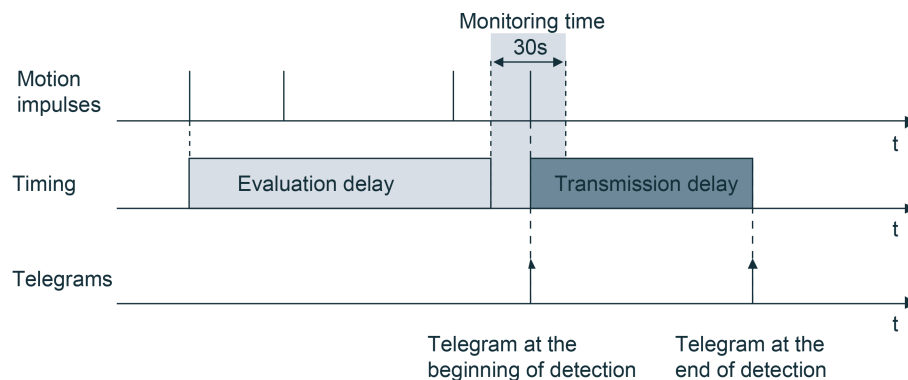 Monitoring time
30s
Motion
impulses
t
Timing
Evaluation delay
Transmission delay
t
Telegrams
t
Telegram at the
beginning of detection
Telegram at the
end of detection